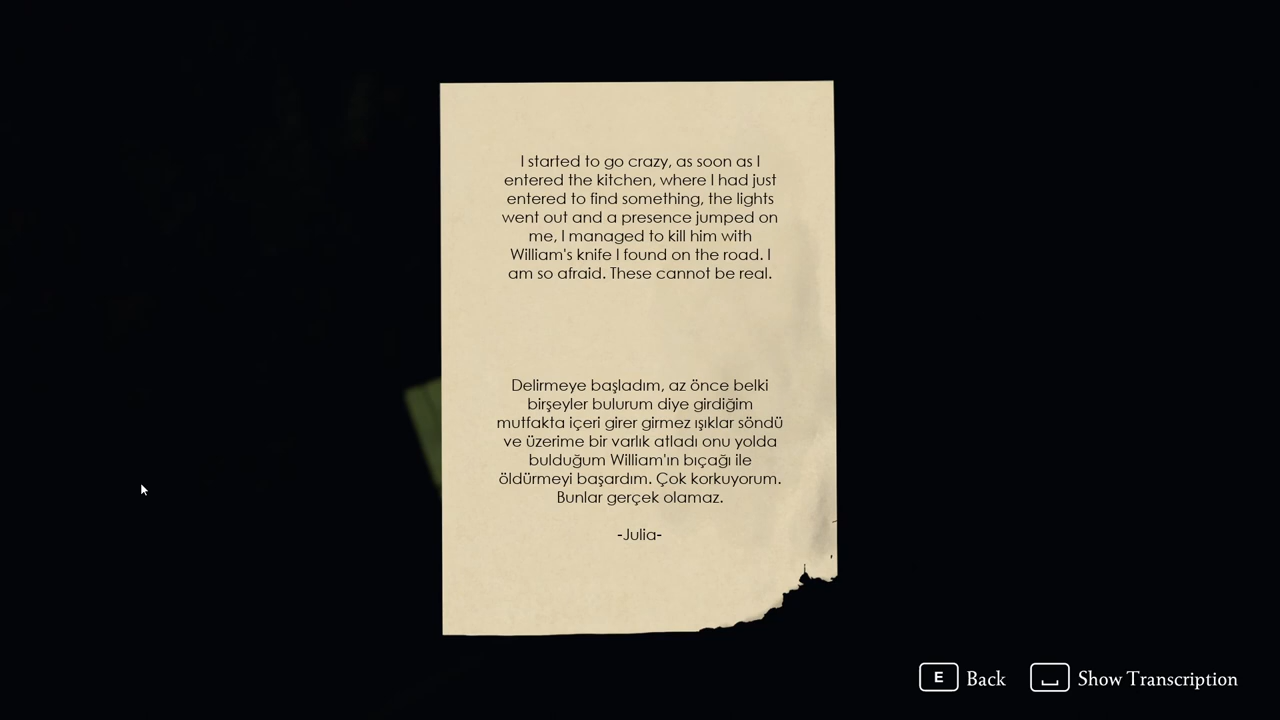 I started to go crazy, as soon as I
entered the kitchen, where I had just
entered to find something, the lights
went out and a presence jumped on
me, I managed to kill him with
William's knife I found on the road. I
am so afraid. These cannot be real.
Delirmeye başladım, az önce belki
birşeyler bulurum diye girdiğim
mutfakta içeri girer girmez ışıklar söndü
ve üzerime bir varlık atladı onu yolda
bulduğum William'ın bıçağı ile
öldürmeyi başardım. Çok korkuyorum.
Bunlar gerçek olamaz.
-Julia-
E Back
Show Transcription